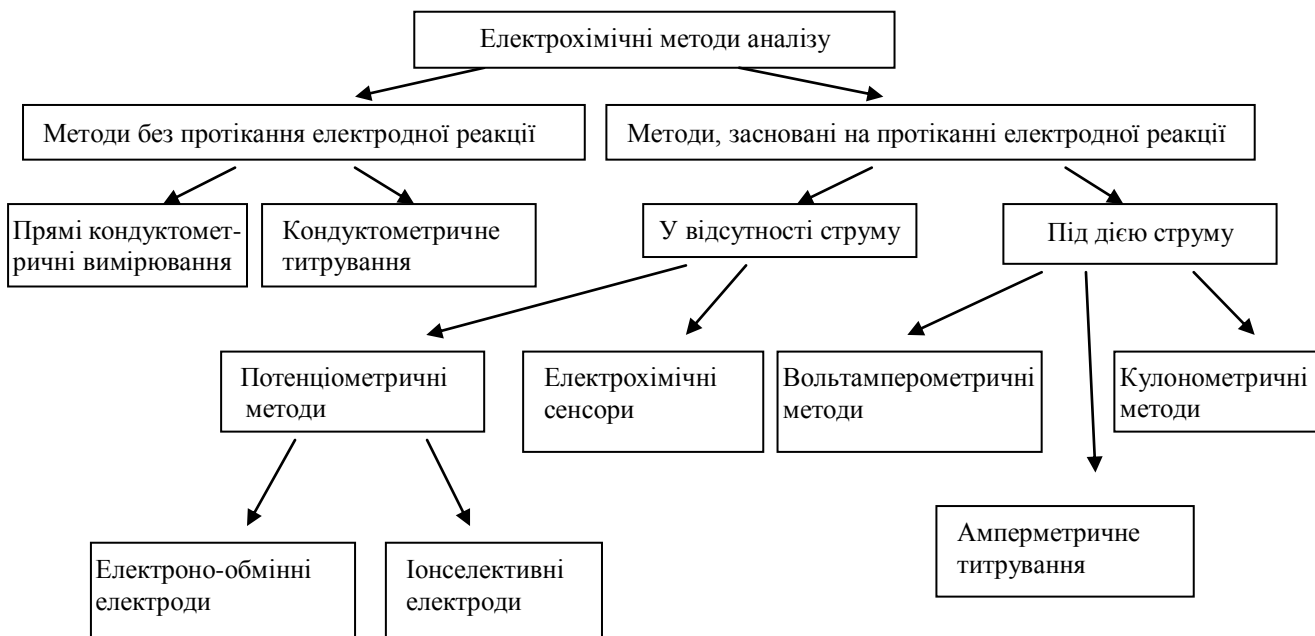 Електрохімічні методи аналізу
Методи без протікання електродної реакції
Методи, засновані на протіканні електродної реакції
Прямі кондуктомет-
ричні вимірювання
Кондуктометричне
титрування
У відсутності струму
Під дією струму
Потенціометричні
методи
Електрохімічні
сенсори
Вольтамперометричні
методи
Кулонометричні
методи
Електроно-обмінні
електроди
Іонселективні
електроди
Амперметричне
титрування